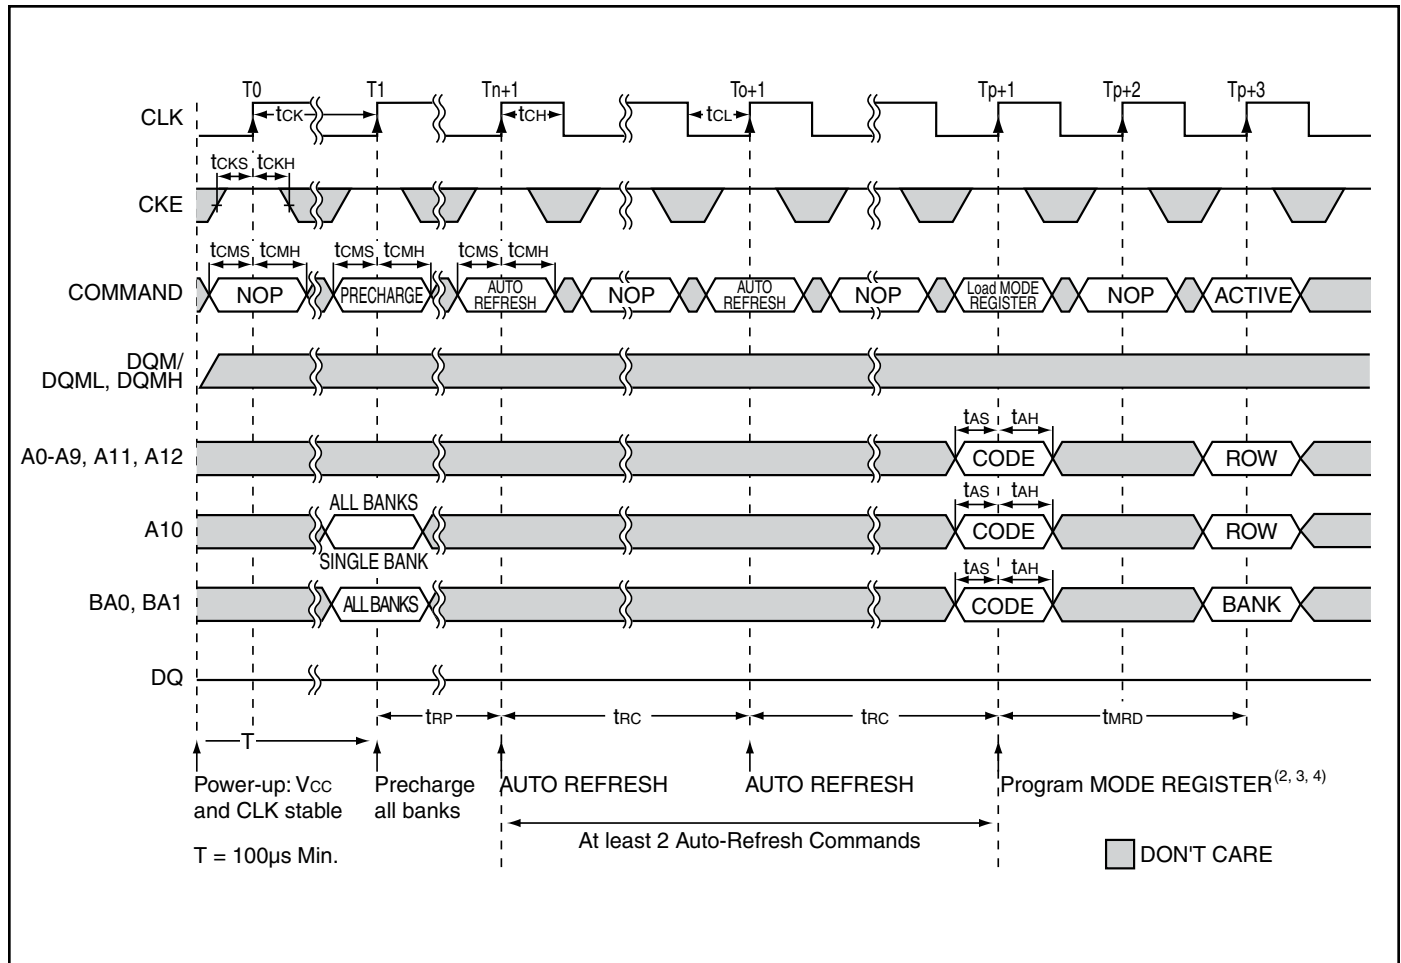 T0 T1 Tn+1 To+1 Tp+1 Tp+2 Tp+3
CLK tCK tCH tCL
tCKS tCKH
CKE
tCMS tCMH tCMS tCMH tCMS tCMH
COMMAND NOP PRECHARGE AUTO REFRESH NOP AUTO REFRESH NOP Load MODE REGISTER NOP ACTIVE
DQM/
DQML, DQMH
tAS tAH
A0-A9, A11, A12 CODE ROW
ALL BANKS tAS tAH
A10 CODE ROW
SINGLE BANK tAS tAH
BA0, BA1 ALL BANKS CODE BANK
DQ
tRP tRC tRC tMRD
T
Power-up: VCC
and CLK stable
Precharge
all banks
AUTO REFRESH
AUTO REFRESH
Program MODE REGISTER(2, 3, 4)
At least 2 Auto-Refresh Commands
T = 100µs Min.
DON'T CARE